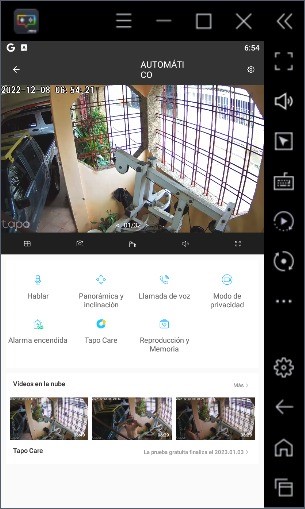 6:54
AUTOMÁTI
CO
2022-12-08 06:54:21
tapo
Hablar
Panorámica y
inclinación
Llamada de voz
Modo de
privacidad
Alarma encendida
Tapo Care
Reproducción y
Memoria
Vídeos en la nube
Más
Tapo Care
La prueba gratuita finaliza el 2023.01.03